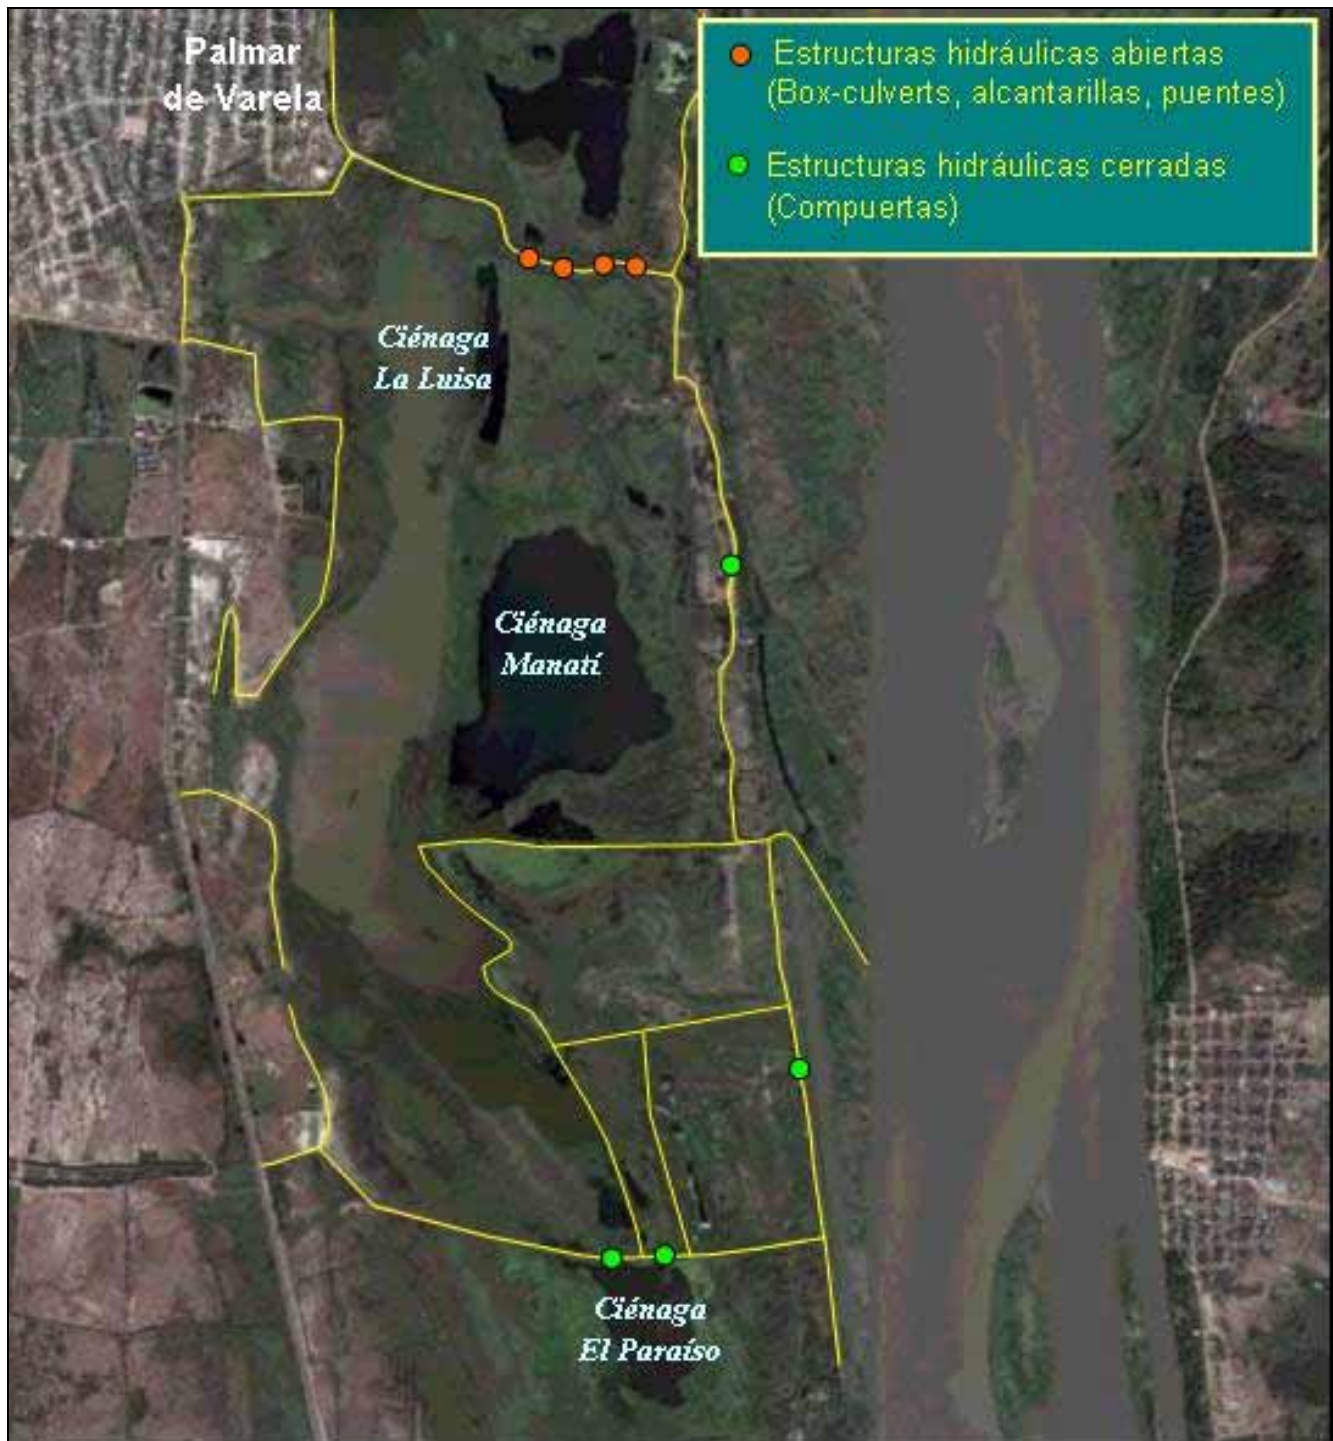 Palmar
de Varela
Estructuras hidráulicas abiertas
(Box-culverts, alcantarillas, puentes)
Estructuras hidráulicas cerradas
(Compuertas)
Ciénaga
La Luisa
Ciénaga
Manatí
Ciénaga
El Paraíso